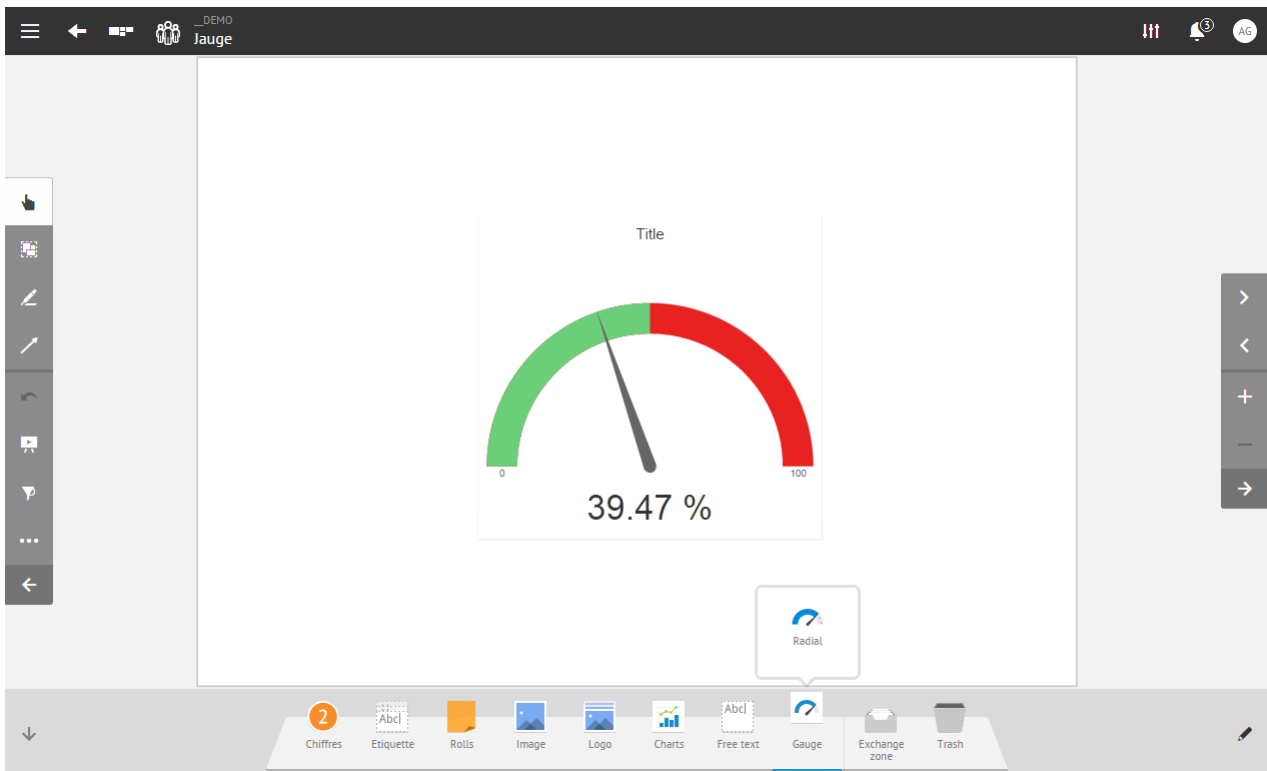 __DEMO
Jauge
3
AG
Title
0
100
39.47 %
Radial
2
Abc
Abc
Chiffres
Etiquette
Rolls
Image
Logo
Charts
Free text
Gauge
Exchange
zone
Trash